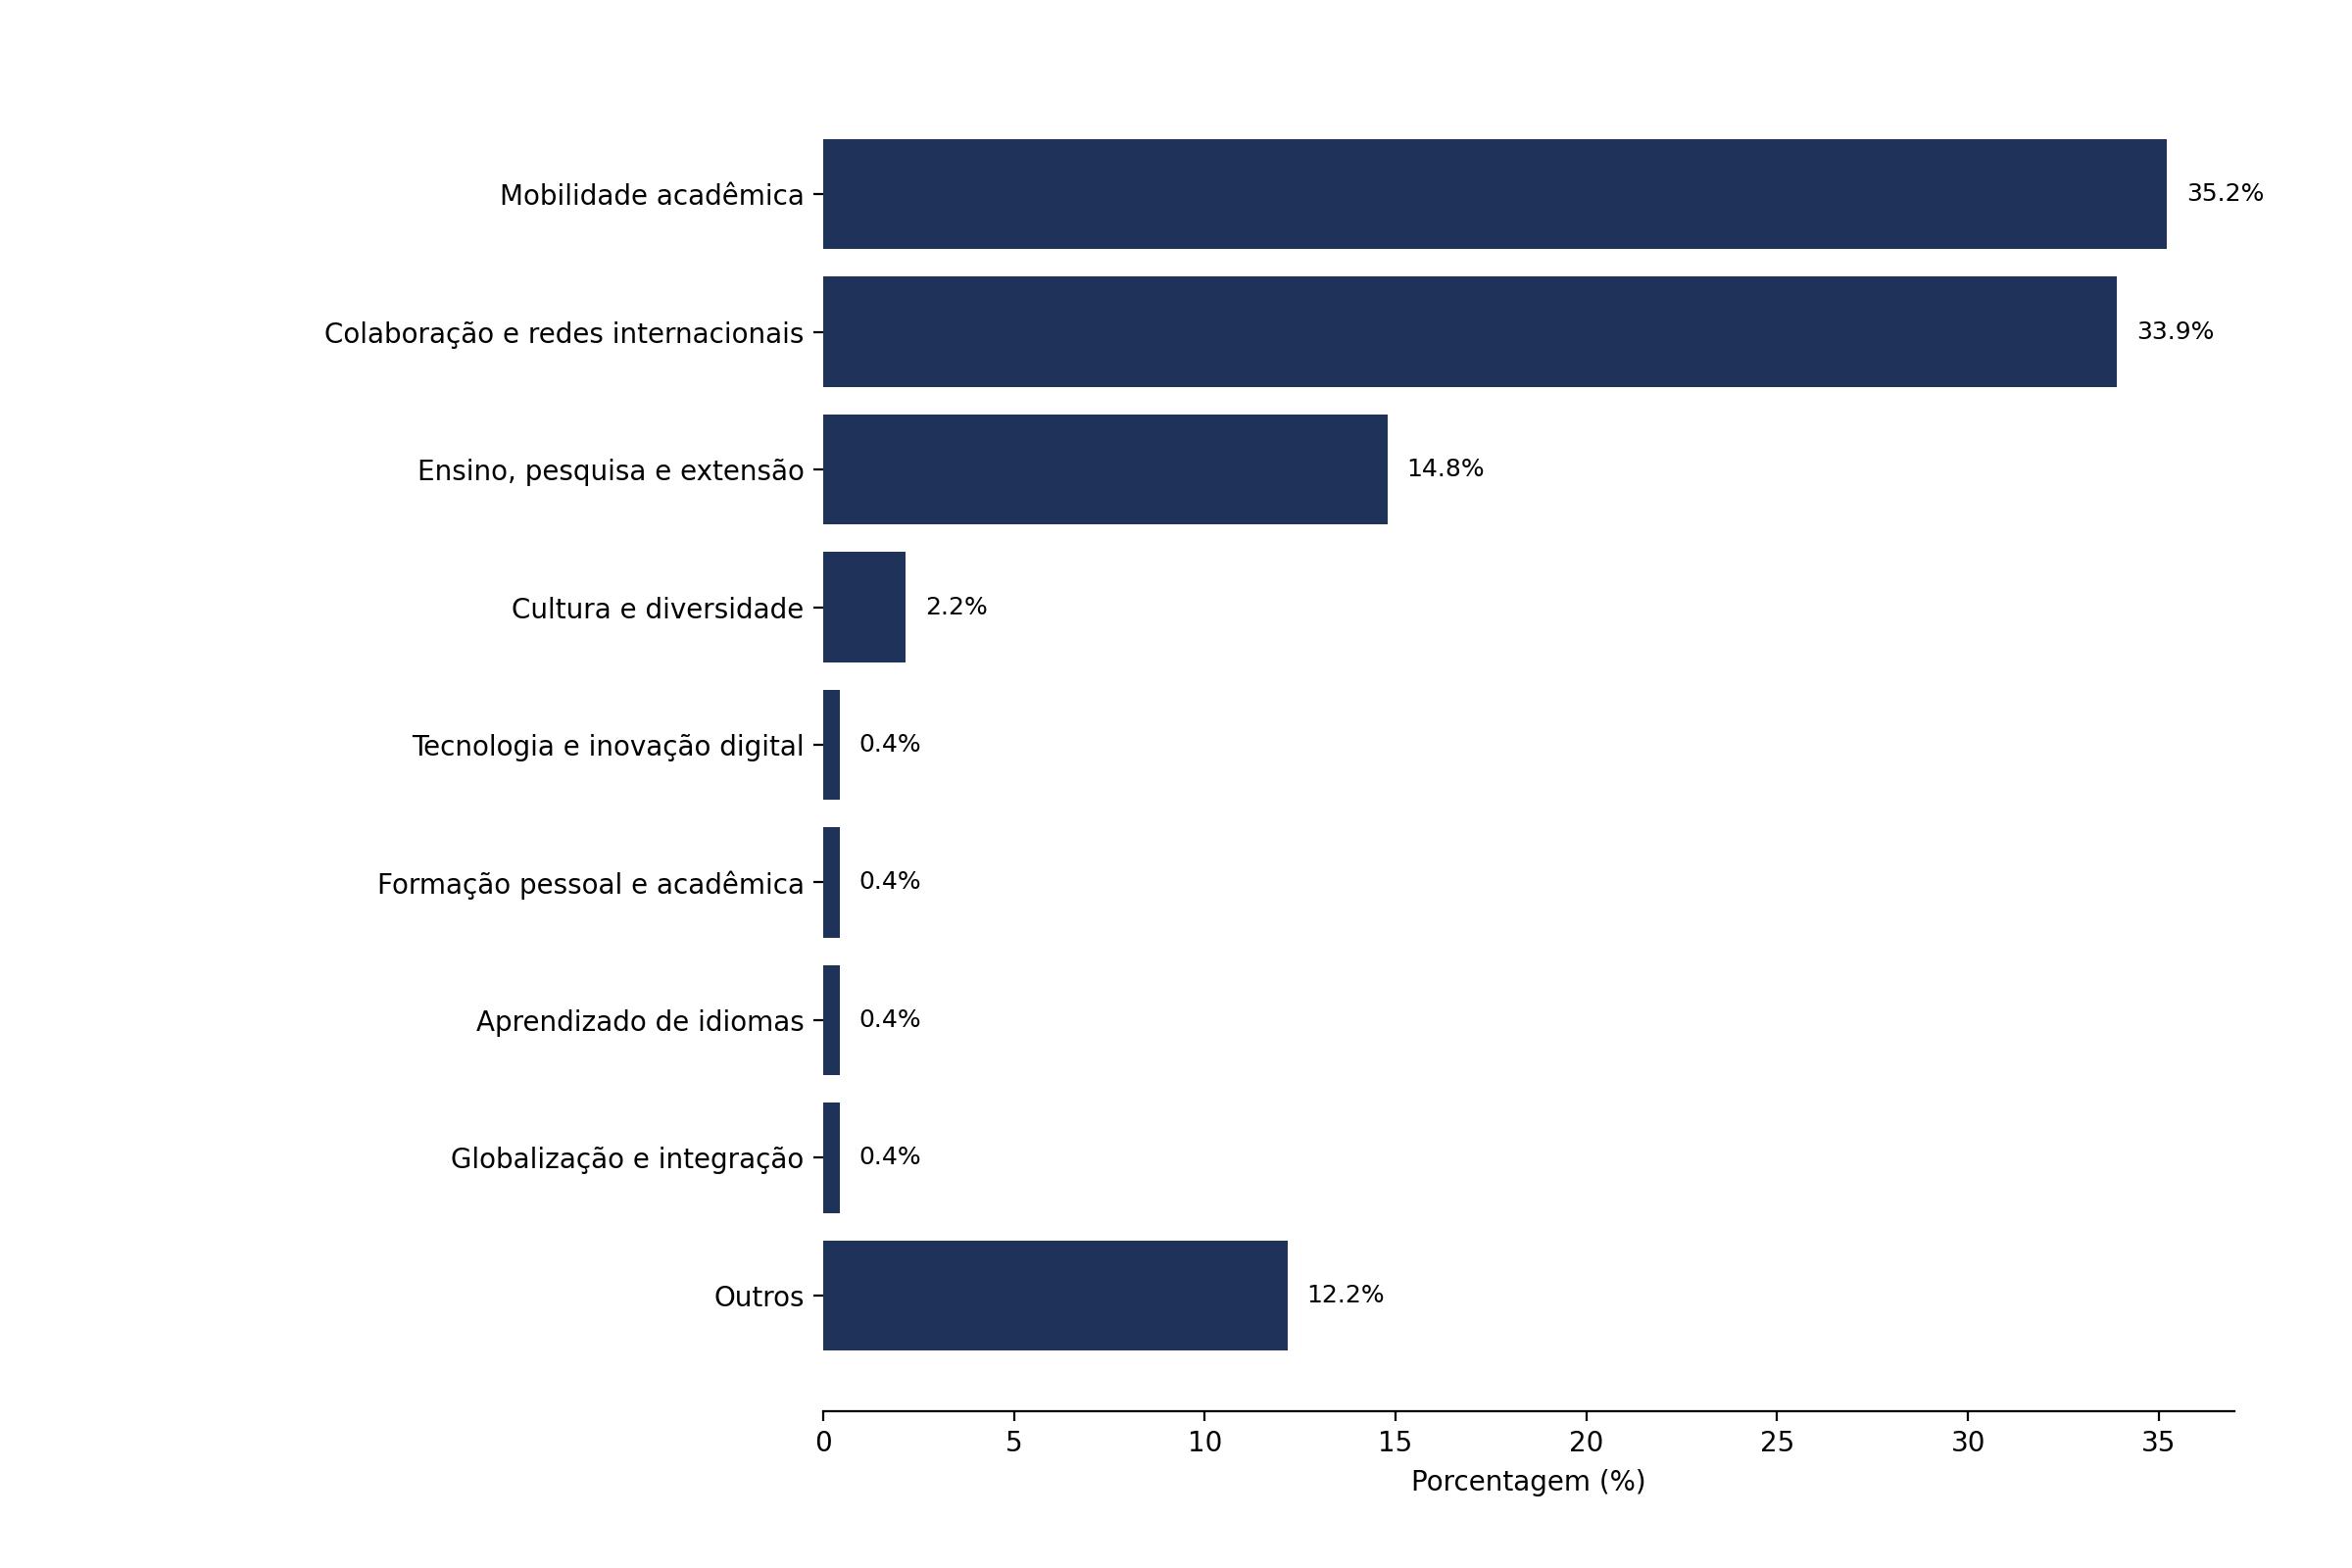 Mobilidade acadêmica 35.2%
Colaboração e redes internacionais 33.9%
Ensino, pesquisa e extensão 14.8%
Cultura e diversidade 2.2%
Tecnologia e inovação digital 0.4%
Formação pessoal e acadêmica 0.4%
Aprendizado de idiomas 0.4%
Globalização e integração 0.4%
Outros 12.2%
0 5 10 15 20 25 30 35
Porcentagem (%)